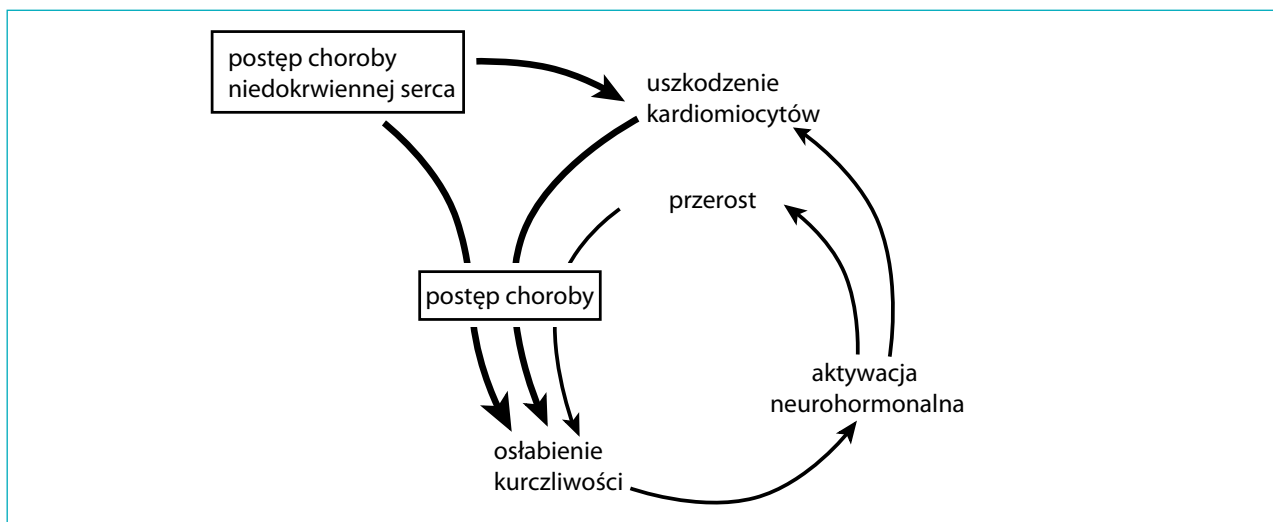 postęp choroby
niedokrwiennej serca
uszkodzenie
kardiomiocytów
przerost
postęp choroby
aktywacja
neurohormonalna
osłabienie
kurczliwości